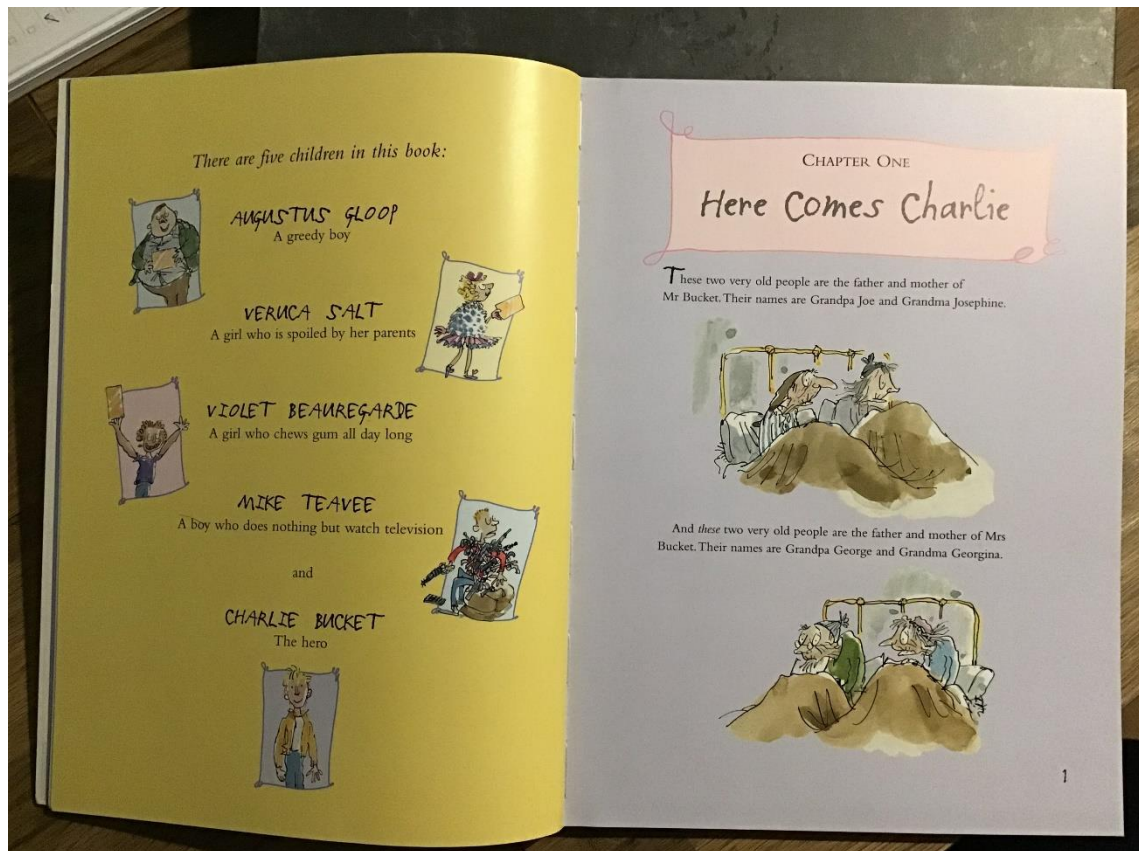 There are five children in this book:
AUGUSTUS GLOOP
A greedy boy
VERUCA SALT
A girl who is spoiled by her parents
VIOLET BEAUREGARDE
A girl who chews gum all day long
MIKE TEAVEE
A boy who does nothing but watch television
and
CHARLIE BUCKET
The hero
CHAPTER ONE
Here Comes Charlie
These two very old people are the father and mother of
Mr Bucket. Their names are Grandpa Joe and Grandma Josephine.
And these two very old people are the father and mother of Mrs
Bucket. Their names are Grandpa George and Grandma Georgina.
1